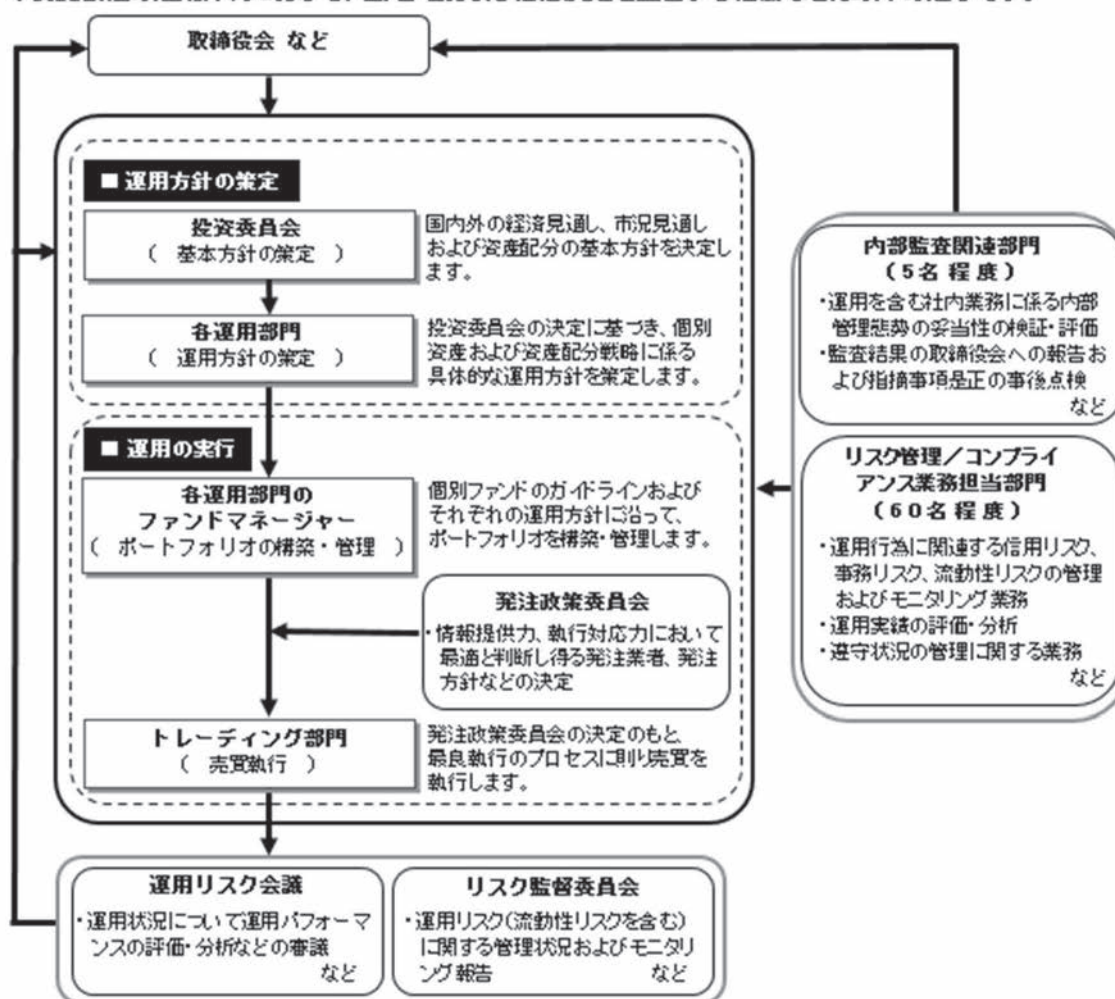 取締役会 など
■ 運用方針の策定
投資委員会
( 基本方針の策定 )
国内外の経済見通し、市況見通し
および資産配分の基本方針を決定し
ます。
各運用部門
( 運用方針の策定 )
投資委員会の決定に基づき、個別
資産および資産配分戦略に係る
具体的な運用方針を策定します。
■ 運用の実行
各運用部門の
ファンドマネージャー
( ポートフォリオの構築・管理 )
個別ファンドのガイドラインおよび
それぞれの運用方針に沿って、
ポートフォリオを構築・管理します。
発注政策委員会
・情報提供力、執行対応力において
最適と判断し得る発注業者、発注
方針などの決定
トレーディング部門
( 売買執行 )
発注政策委員会の決定のもと、
最良執行のプロセスに則り売買を
執行します。
内部監査関連部門
(5名程度)
・運用を含む社内業務に係る内部
管理態勢の妥当性の検証・評価
・監査結果の取締役会への報告お
よび指摘事項是正の事後点検
など
リスク管理/コンプライ
アンス業務担当部門
(60名程度)
・運用行為に関連する信用リスク、
事務リスク、流動性リスクの管理
およびモニタリング業務
・運用実績の評価・分析
・遵守状況の管理に関する業務
など
運用リスク会議
・運用状況について運用パフォーマ
ンスの評価・分析などの審議
など
リスク監督委員会
・運用リスク(流動性リスクを含む)
に関する管理状況およびモニタリ
ング報告 など